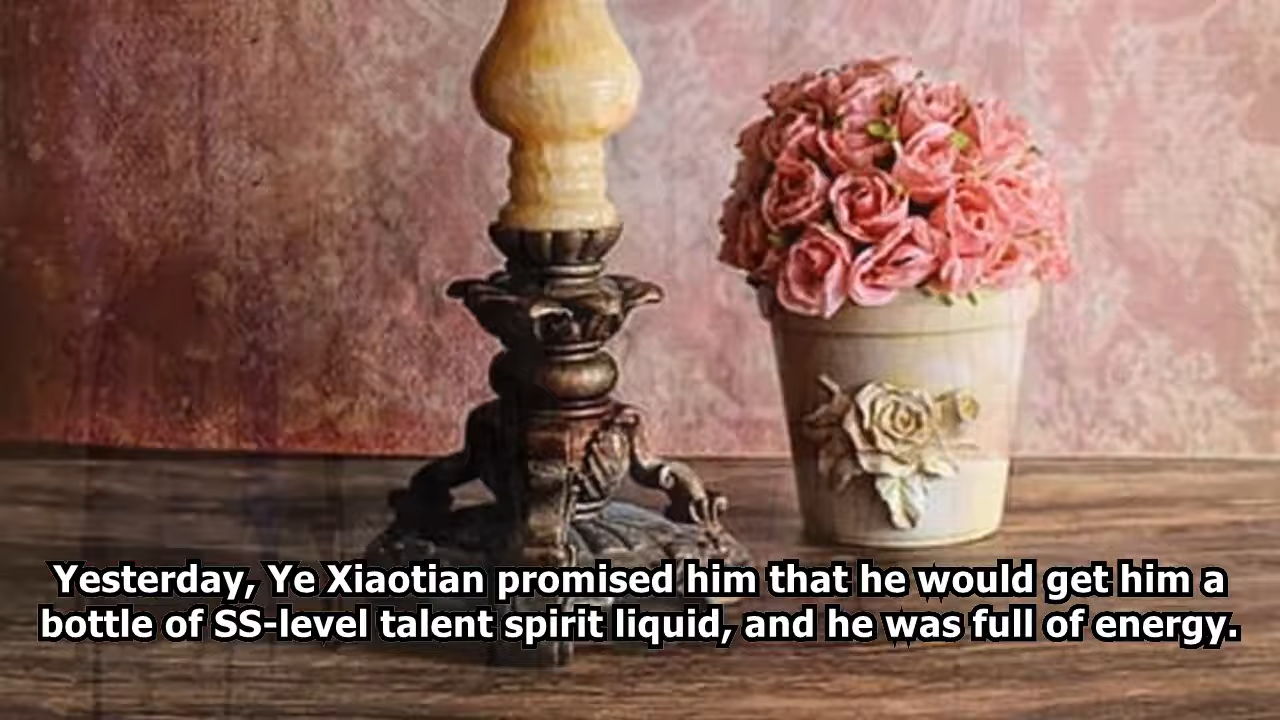 Yesterday, Ye Xiaotian promised him that he would get him a
bottle of SS-level talent spirit liquid, and he was full of energy.